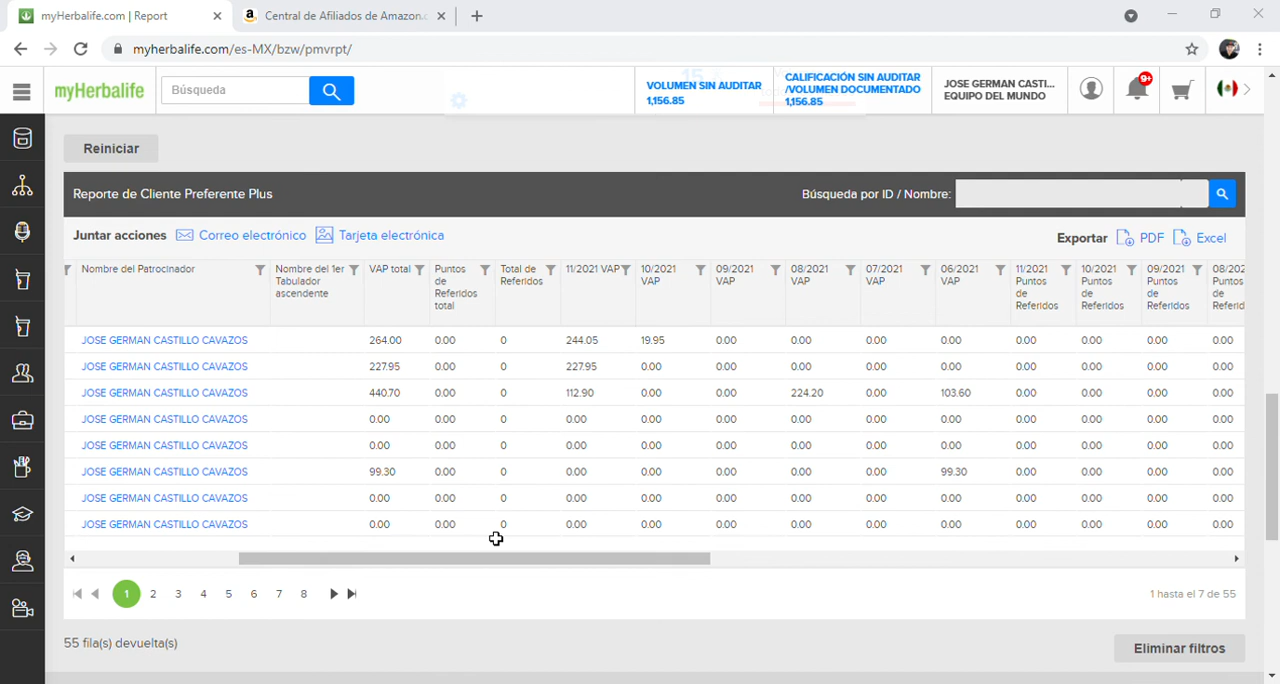 myHerbalife.com | Report
Central de Afiliados de Amazon.c
myherbalife.com/es-MX/bzw/pmvrpt/
myHerbalife
Búsqueda
VOLUMEN SIN AUDITAR
1,156.85
CALIFICACIÓN SIN AUDITAR
/VOLUMEN DOCUMENTADO
1,156.85
JOSE GERMAN CASTI...
EQUIPO DEL MUNDO
9+
Reiniciar
Reporte de Cliente Preferente Plus
Búsqueda por ID / Nombre:
Juntar acciones Correo electrónico Tarjeta electrónica
Exportar PDF Excel
Nombre del Patrocinador
Nombre del 1er
Tabulador
ascendente
VAP total
Puntos
de
Referidos
total
Total de
Referidos
11/2021 VAP
10/2021
VAP
09/2021
VAP
08/2021
VAP
07/2021
VAP
06/2021
VAP
11/2021
Puntos
de
Referidos
10/2021
Puntos
de
Referidos
09/2021
Puntos
de
Referidos
08/202
Puntos
de
Referid
JOSE GERMAN CASTILLO CAVAZOS 264.00 0.00 0 244.05 19.95 0.00 0.00 0.00 0.00 0.00 0.00 0.00 0.00
JOSE GERMAN CASTILLO CAVAZOS 227.95 0.00 0 227.95 0.00 0.00 0.00 0.00 0.00 0.00 0.00 0.00 0.00
JOSE GERMAN CASTILLO CAVAZOS 440.70 0.00 0 112.90 0.00 0.00 224.20 0.00 103.60 0.00 0.00 0.00 0.00
JOSE GERMAN CASTILLO CAVAZOS 0.00 0.00 0 0.00 0.00 0.00 0.00 0.00 0.00 0.00 0.00 0.00 0.00
JOSE GERMAN CASTILLO CAVAZOS 0.00 0.00 0 0.00 0.00 0.00 0.00 0.00 0.00 0.00 0.00 0.00 0.00
JOSE GERMAN CASTILLO CAVAZOS 99.30 0.00 0 0.00 0.00 0.00 0.00 0.00 99.30 0.00 0.00 0.00 0.00
JOSE GERMAN CASTILLO CAVAZOS 0.00 0.00 0 0.00 0.00 0.00 0.00 0.00 0.00 0.00 0.00 0.00 0.00
JOSE GERMAN CASTILLO CAVAZOS 0.00 0.00 0 0.00 0.00 0.00 0.00 0.00 0.00 0.00 0.00 0.00 0.00
1 2 3 4 5 6 7 8
1 hasta el 7 de 55
55 fila(s) devuelta(s)
Eliminar filtros